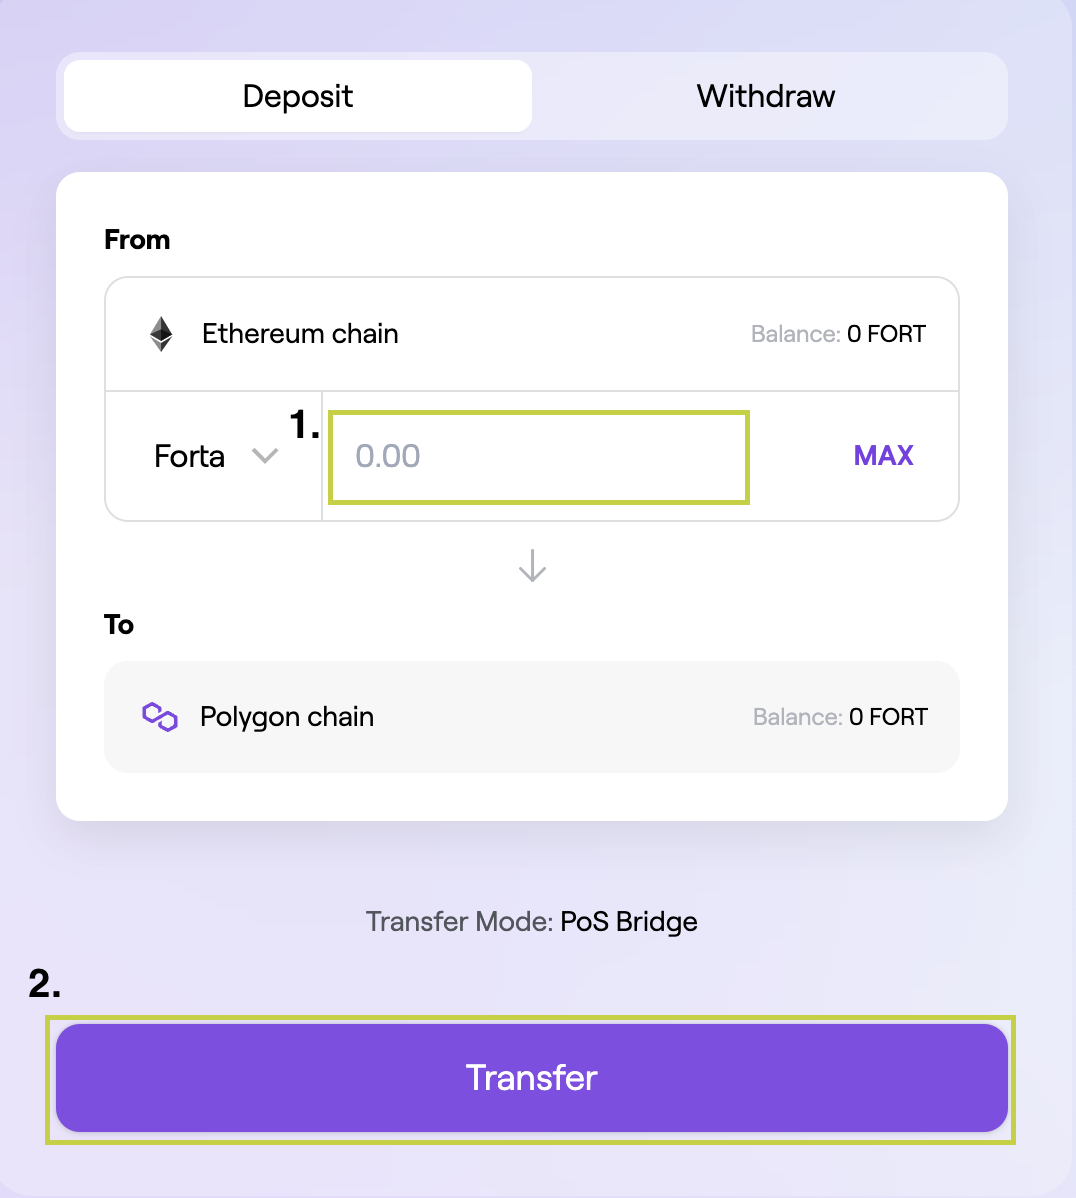 Deposit
Withdraw
From
Ethereum chain
Balance: 0 FORT
Forta
1.
0.00
MAX
To
Polygon chain
Balance: 0 FORT
Transfer Mode: PoS Bridge
2.
Transfer